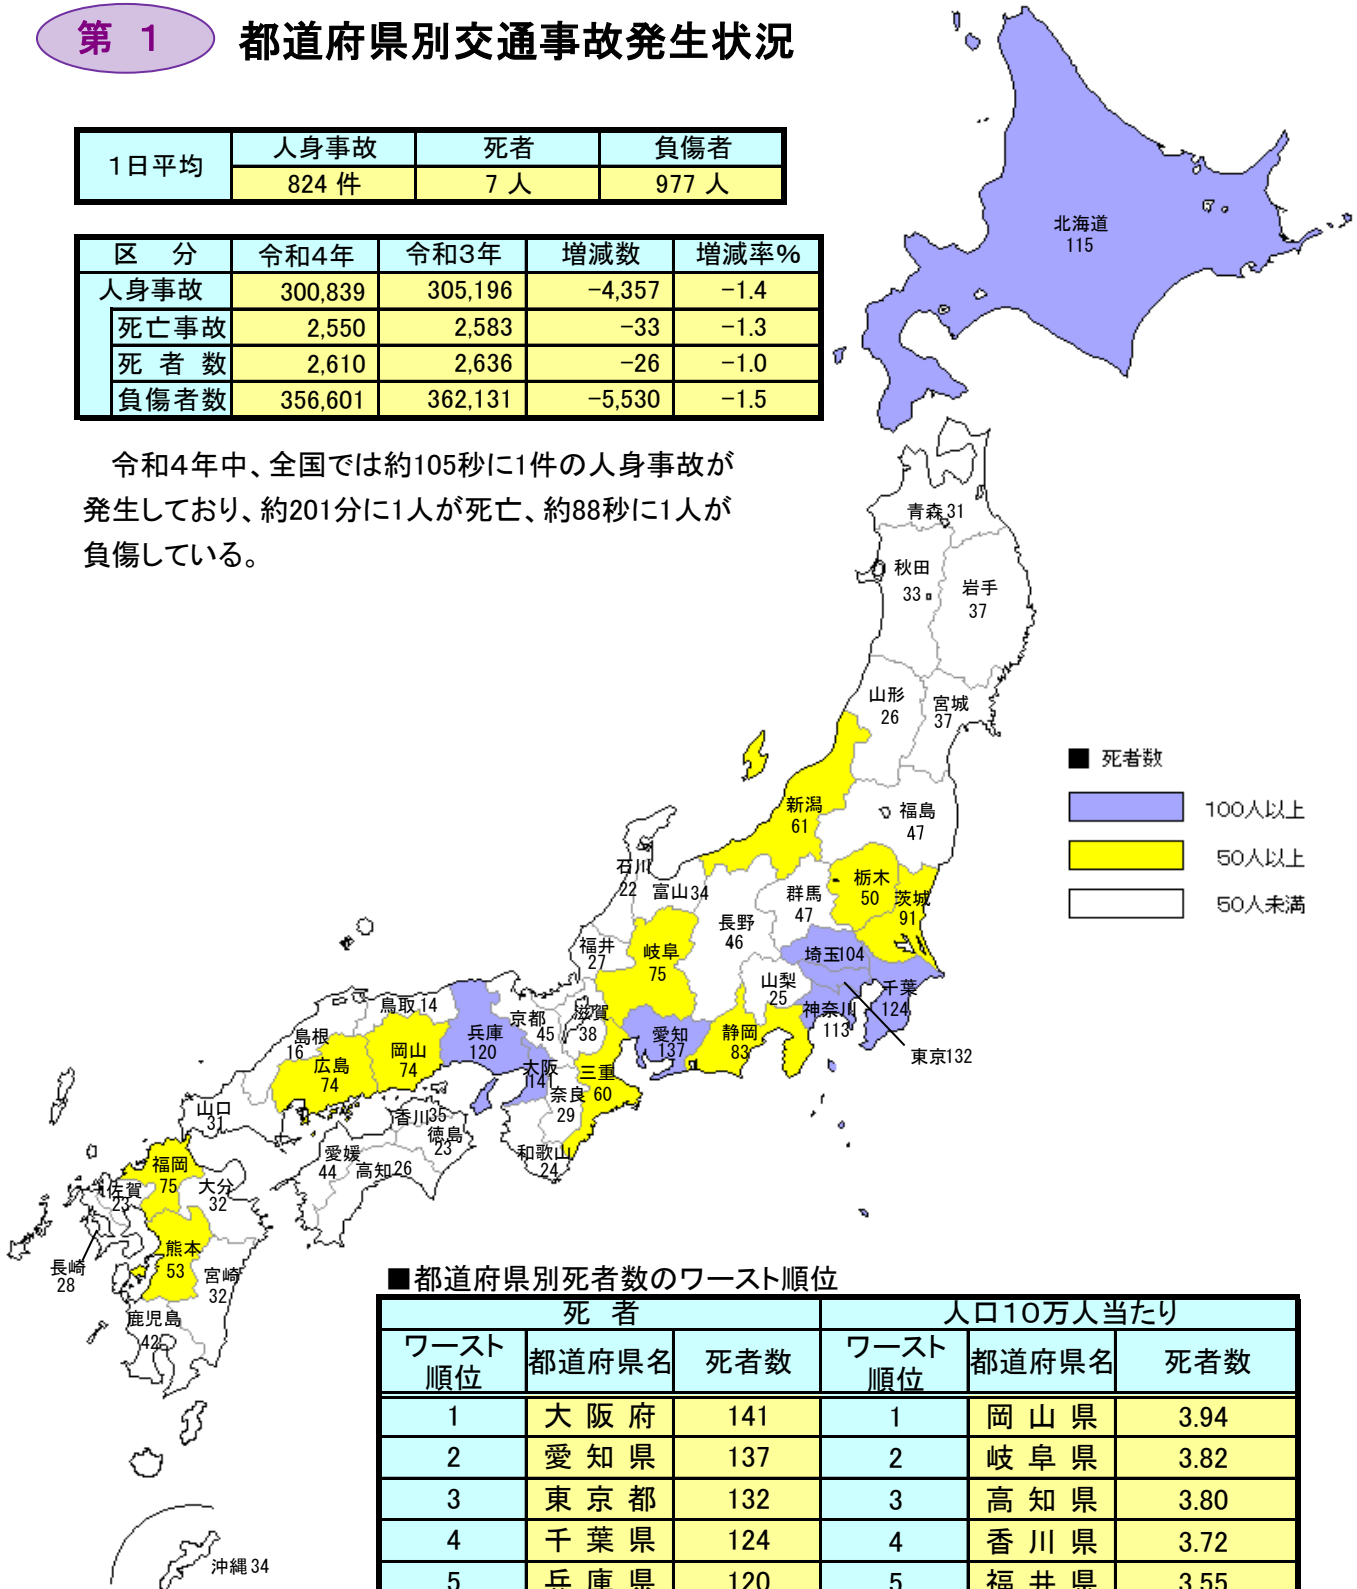 第 1
都道府県別交通事故発生状況
1日平均 人身事故 死者 負傷者
824 件 7 人 977 人
区 分 令和4年 令和3年 増減数 増減率%
人身事故 300,839 305,196 −4,357 −1.4
死亡事故 2,550 2,583 −33 −1.3
死 者 数 2,610 2,636 −26 −1.0
負傷者数 356,601 362,131 −5,530 −1.5
令和4年中、全国では約105秒に1件の人身事故が
発生しており、約201分に1人が死亡、約88秒に1人が
負傷している。
北海道
115
青森 31
秋田
33
岩手
37
山形
26
宮城
37
新潟
61
福島
47
■ 死者数
100人以上
50人以上
50人未満
石川
22
富山 34
群馬
47
栃木
50
茨城
91
長野
46
福井
27
岐阜
75
埼玉104
山梨
25
千葉
124
神奈川
113
東京132
鳥取 14
島根
16
広島
74
岡山
74
兵庫
120
京都
45
滋賀
38
愛知
137
静岡
83
大阪
141
三重
60
奈良
29
和歌山
24
山口
31
香川35
徳島
23
愛媛
44
高知 26
福岡
75
佐賀
23
大分
32
長崎
28
熊本
53
宮崎
32
鹿児島
42
沖縄 34
■都道府県別死者数のワースト順位
死 者 人口10万人当たり
ワースト順位 都道府県名 死者数 ワースト順位 都道府県名 死者数
1 大 阪 府 141 1 岡 山 県 3.94
2 愛 知 県 137 2 岐 阜 県 3.82
3 東 京 都 132 3 高 知 県 3.80
4 千 葉 県 124 4 香 川 県 3.72
5 兵 庫 県 120 5 福 井 県 3.55